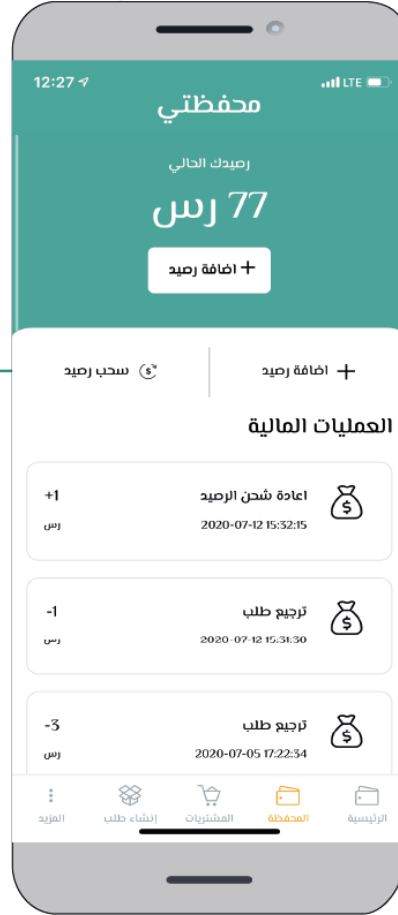 12:27 LTE
محفظتي
رصيدك الحالي
77 رس
+ اضافة رصيد
+ اضافة رصيد
سحب رصيد
العمليات المالية
اعادة شحن الرصيد +1
2020-07-12 15:32:15 رس
ترجيع طلب -1
2020-07-12 15:31:30 رس
ترجيع طلب -3
2020-07-05 17:22:34 رس
الرئيسية المحفظة المشتريات إنشاء طلب المزيد